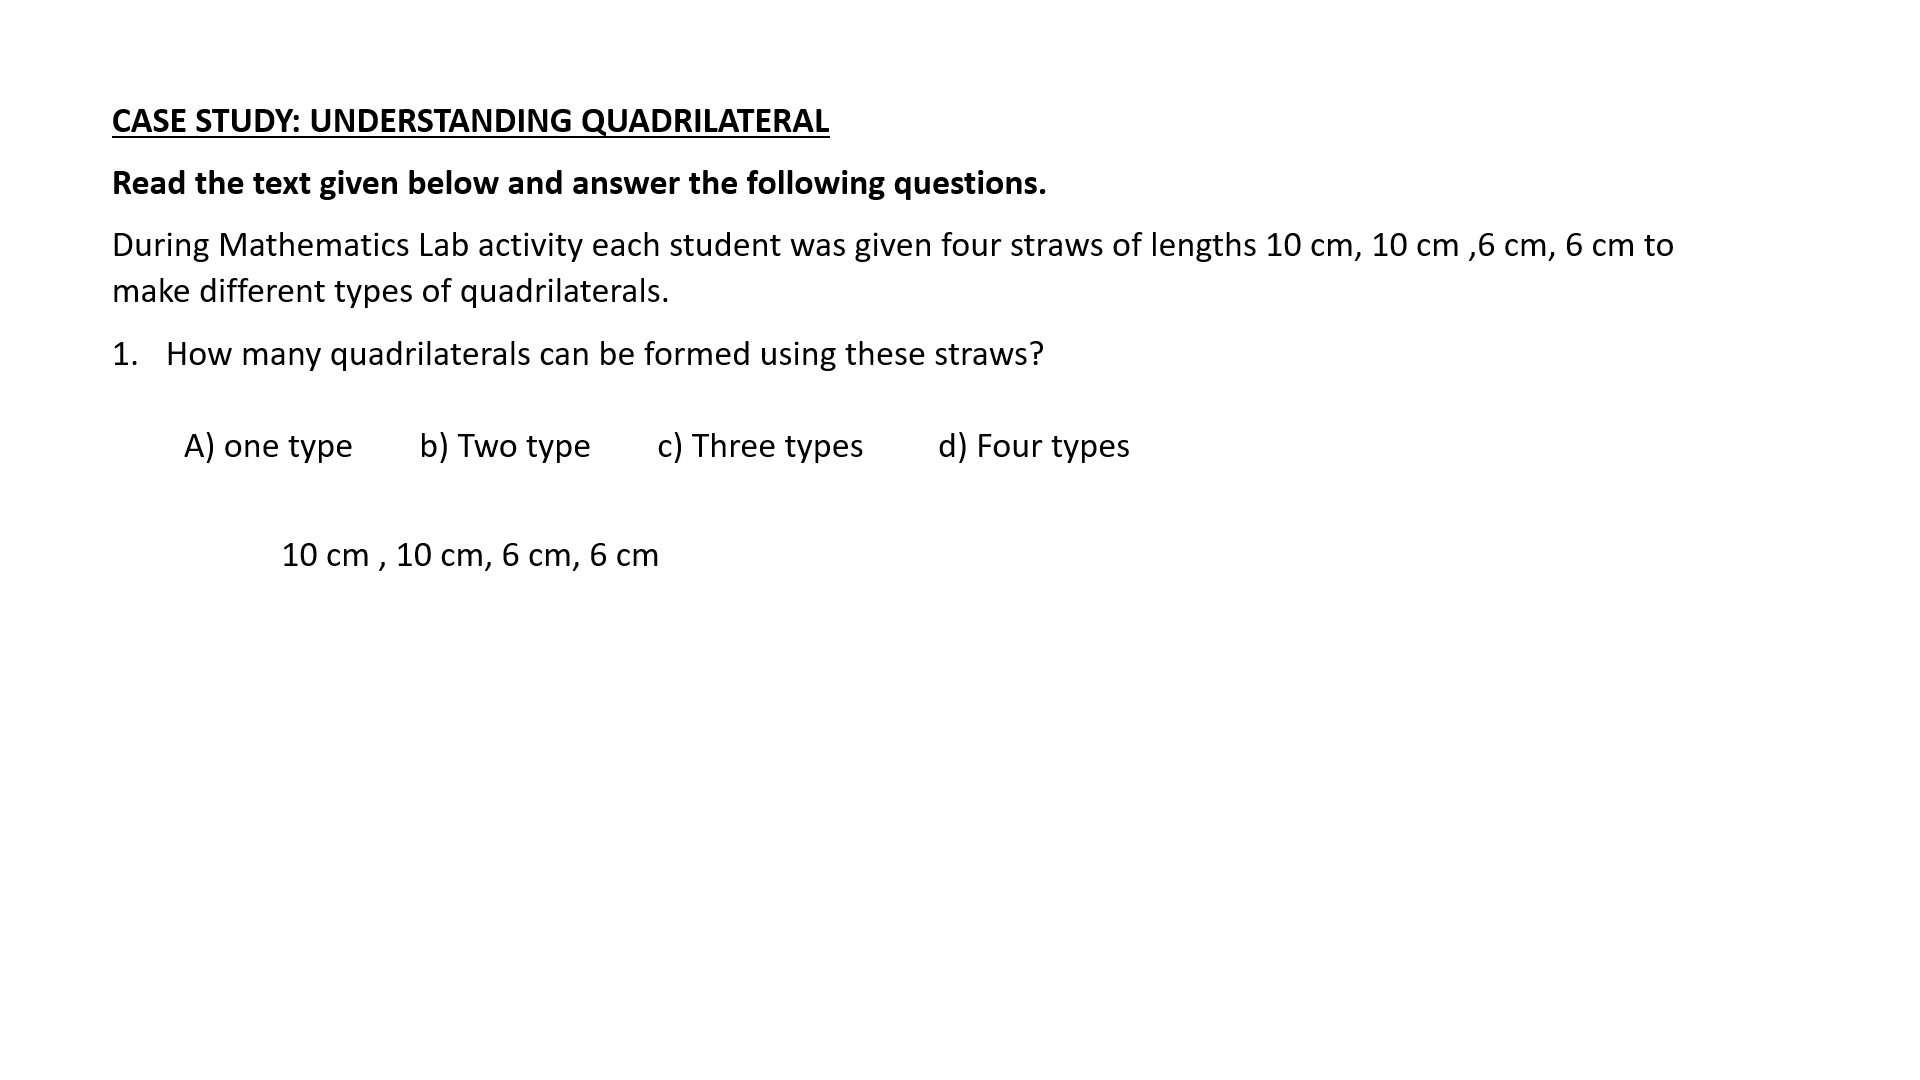 CASE STUDY: UNDERSTANDING QUADRILATERAL
Read the text given below and answer the following questions.
During Mathematics Lab activity each student was given four straws of lengths 10 cm, 10 cm ,6 cm, 6 cm to
make different types of quadrilaterals.
1. How many quadrilaterals can be formed using these straws?
A) one type b) Two type c) Three types d) Four types
10 cm , 10 cm, 6 cm, 6 cm